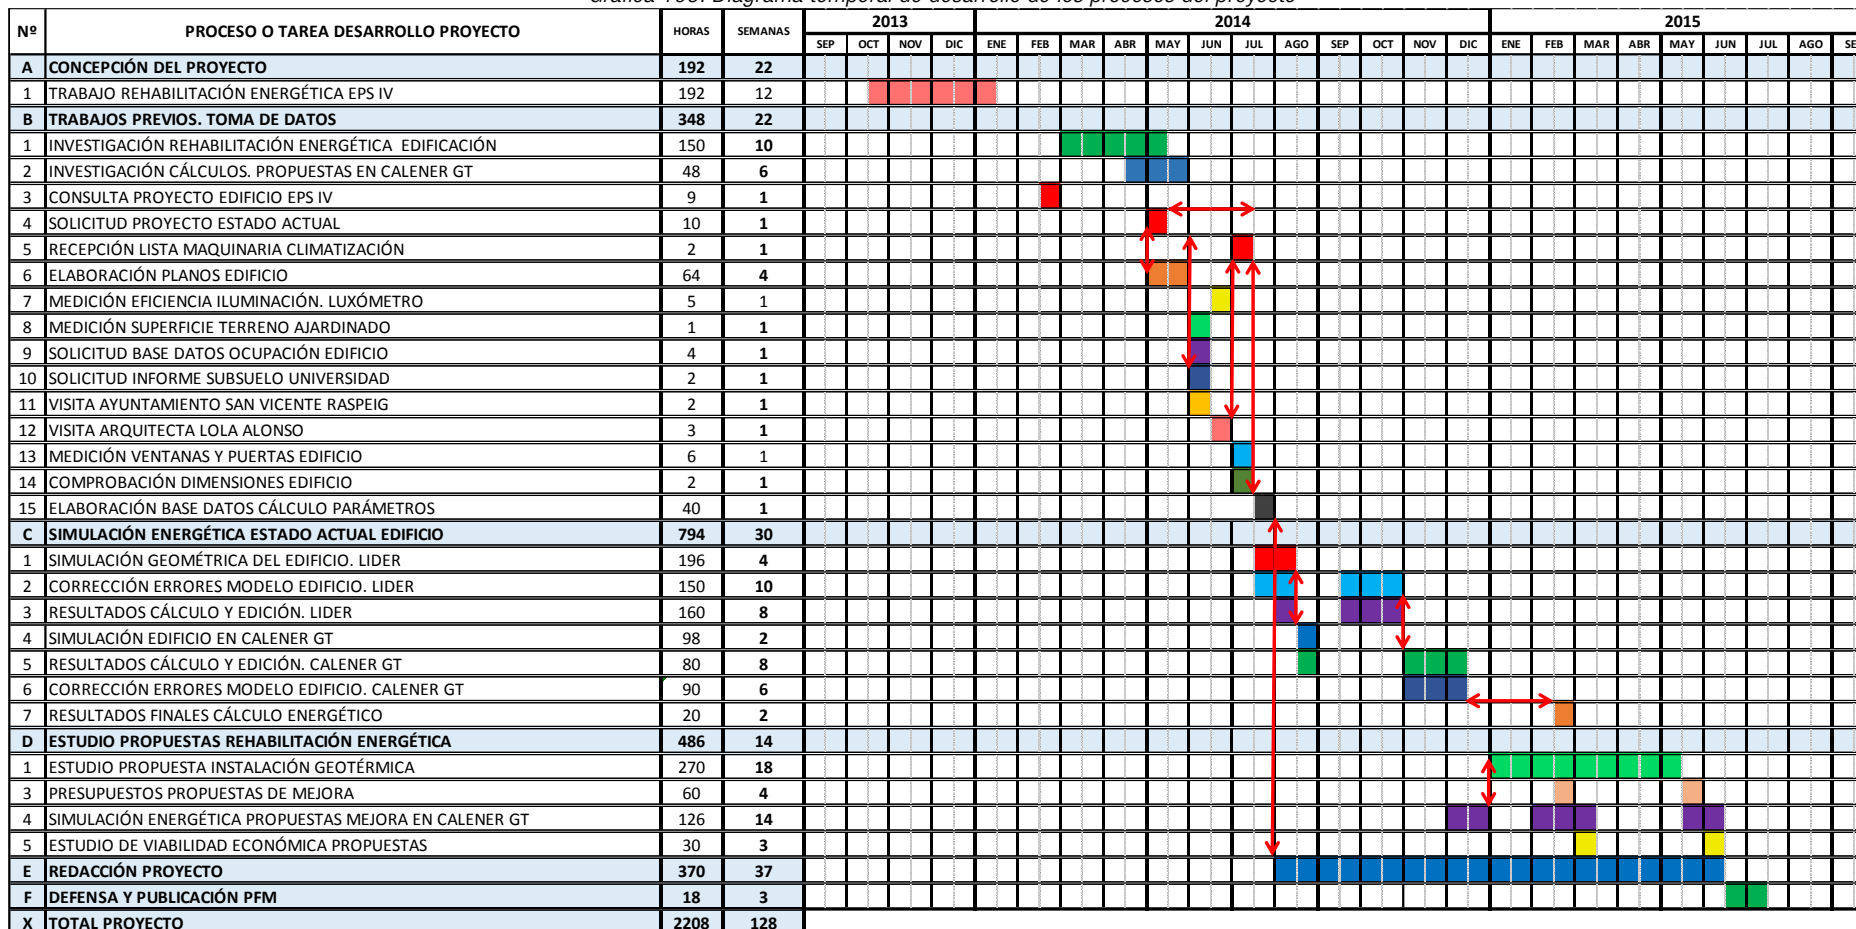 Gráfica 153. Diagrama temporal de desarrollo de los procesos del proyecto
Nº PROCESO O TAREA DESARROLLO PROYECTO HORAS SEMANAS 2013 2014 2015
SEP OCT NOV DIC ENE FEB MAR ABR MAY JUN JUL AGO SEP OCT NOV DIC ENE FEB MAR ABR MAY JUN JUL AGO SE
A CONCEPCIÓN DEL PROYECTO 192 22
1 TRABAJO REHABILITACIÓN ENERGÉTICA EPS IV 192 12
B TRABAJOS PREVIOS. TOMA DE DATOS 348 22
1 INVESTIGACIÓN REHABILITACIÓN ENERGÉTICA EDIFICACIÓN 150 10
2 INVESTIGACIÓN CÁLCULOS. PROPUESTAS EN CALENER GT 48 6
3 CONSULTA PROYECTO EDIFICIO EPS IV 9 1
4 SOLICITUD PROYECTO ESTADO ACTUAL 10 1
5 RECEPCIÓN LISTA MAQUINARIA CLIMATIZACIÓN 2 1
6 ELABORACIÓN PLANOS EDIFICIO 64 4
7 MEDICIÓN EFICIENCIA ILUMINACIÓN. LUXÓMETRO 5 1
8 MEDICIÓN SUPERFICIE TERRENO AJARDINADO 1 1
9 SOLICITUD BASE DATOS OCUPACIÓN EDIFICIO 4 1
10 SOLICITUD INFORME SUBSUELO UNIVERSIDAD 2 1
11 VISITA AYUNTAMIENTO SAN VICENTE RASPEIG 2 1
12 VISITA ARQUITECTA LOLA ALONSO 3 1
13 MEDICIÓN VENTANAS Y PUERTAS EDIFICIO 6 1
14 COMPROBACIÓN DIMENSIONES EDIFICIO 2 1
15 ELABORACIÓN BASE DATOS CÁLCULO PARÁMETROS 40 1
C SIMULACIÓN ENERGÉTICA ESTADO ACTUAL EDIFICIO 794 30
1 SIMULACIÓN GEOMÉTRICA DEL EDIFICIO. LIDER 196 4
2 CORRECCIÓN ERRORES MODELO EDIFICIO. LIDER 150 10
3 RESULTADOS CÁLCULO Y EDICIÓN. LIDER 160 8
4 SIMULACIÓN EDIFICIO EN CALENER GT 98 2
5 RESULTADOS CÁLCULO Y EDICIÓN. CALENER GT 80 8
6 CORRECCIÓN ERRORES MODELO EDIFICIO. CALENER GT 90 6
7 RESULTADOS FINALES CÁLCULO ENERGÉTICO 20 2
D ESTUDIO PROPUESTAS REHABILITACIÓN ENERGÉTICA 486 14
1 ESTUDIO PROPUESTA INSTALACIÓN GEOTÉRMICA 270 18
3 PRESUPUESTOS PROPUESTAS DE MEJORA 60 4
4 SIMULACIÓN ENERGÉTICA PROPUESTAS MEJORA EN CALENER GT 126 14
5 ESTUDIO DE VIABILIDAD ECONÓMICA PROPUESTAS 30 3
E REDACCIÓN PROYECTO 370 37
F DEFENSA Y PUBLICACIÓN PFM 18 3
X TOTAL PROYECTO 2208 128